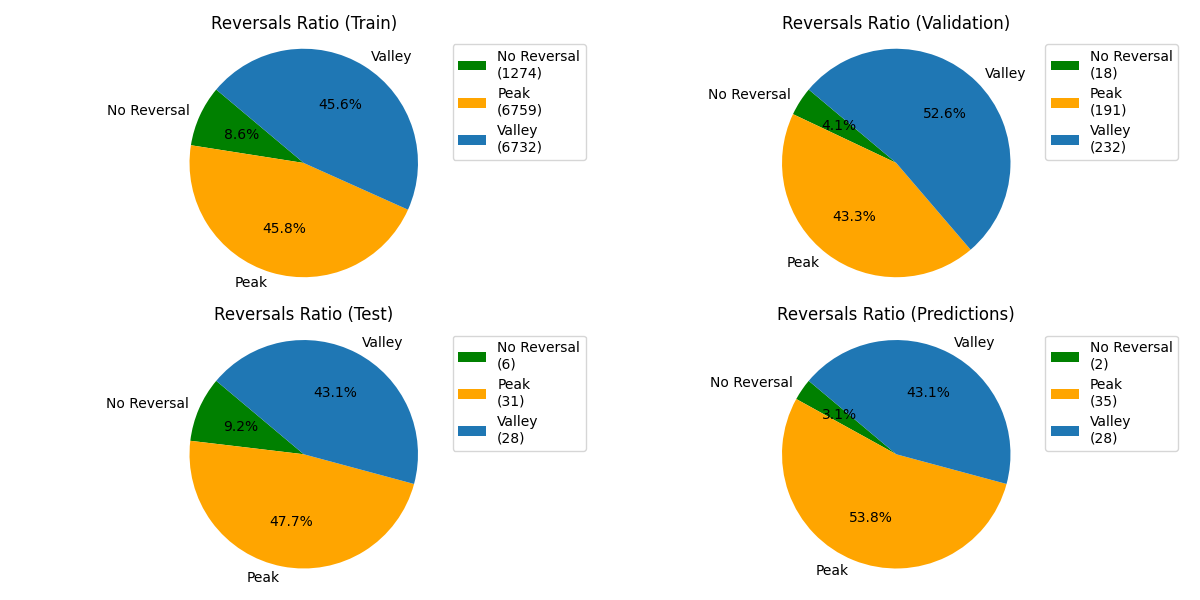 Reversals Ratio (Train)
Valley
No Reversal
45.6%
8.6%
45.8%
Peak
No Reversal
(1274)
Peak
(6759)
Valley
(6732)
Reversals Ratio (Validation)
Valley
No Reversal
52.6%
4.1%
43.3%
Peak
No Reversal
(18)
Peak
(191)
Valley
(232)
Reversals Ratio (Test)
Valley
No Reversal
43.1%
9.2%
47.7%
Peak
No Reversal
(6)
Peak
(31)
Valley
(28)
Reversals Ratio (Predictions)
Valley
No Reversal
43.1%
3.1%
53.8%
Peak
No Reversal
(2)
Peak
(35)
Valley
(28)